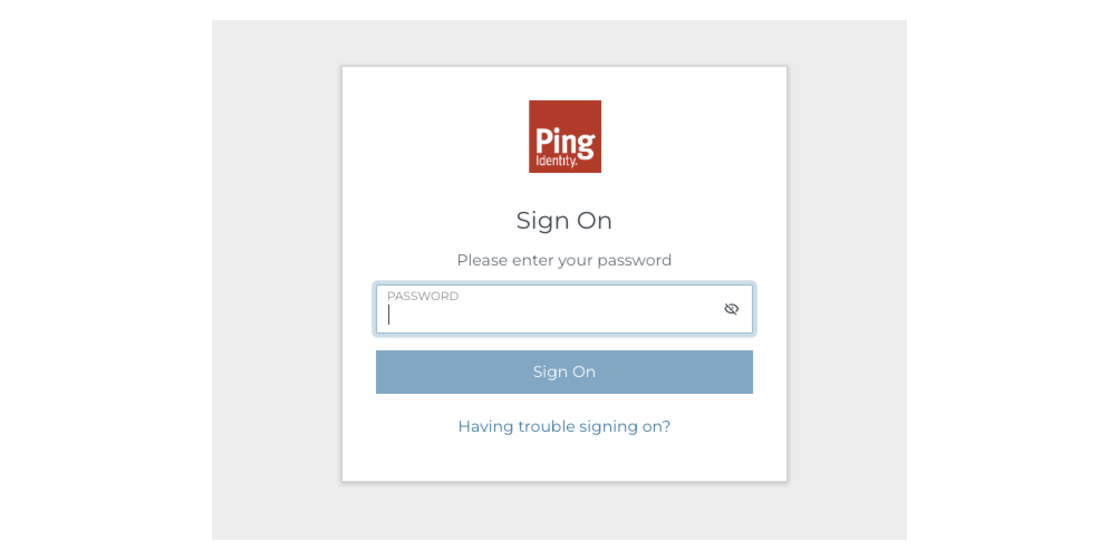 Ping
Identity.
Sign On
Please enter your password
PASSWORD
Sign On
Having trouble signing on?